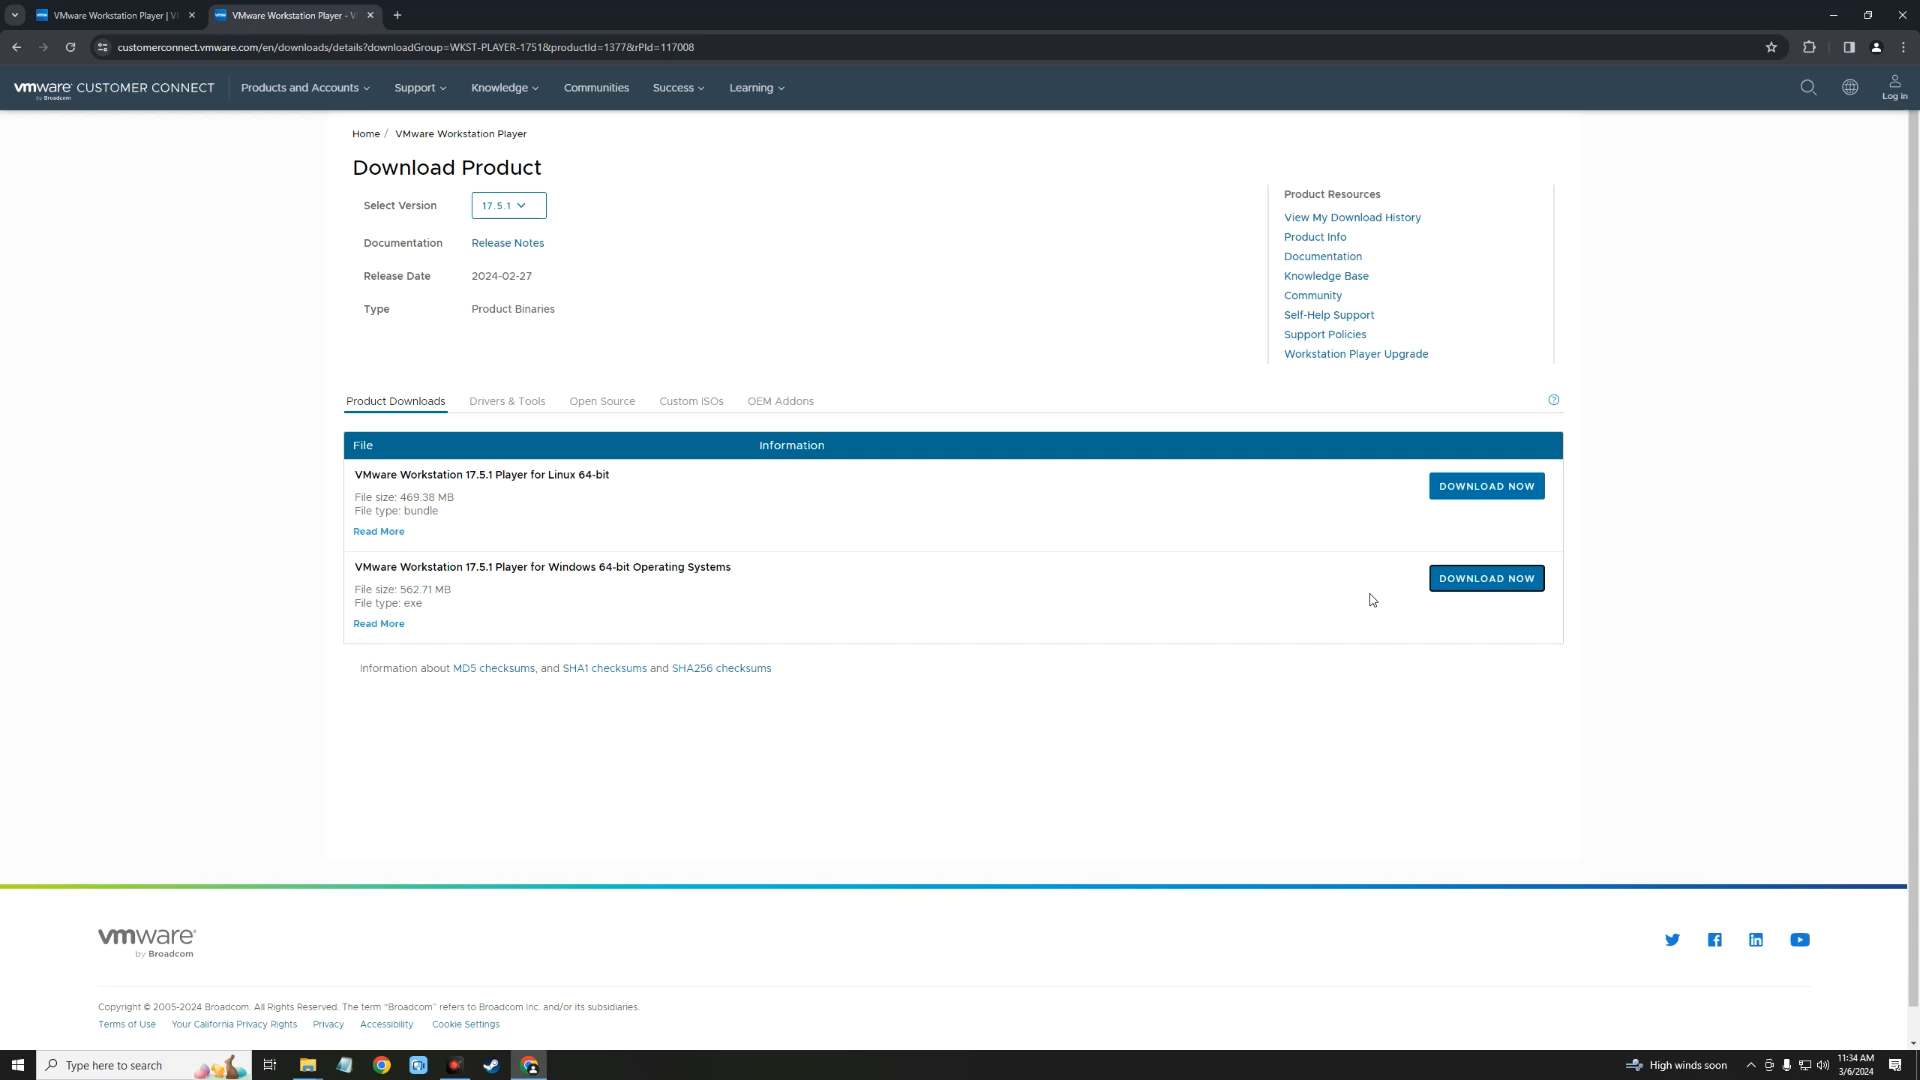 VMware Workstation Player | V
VMware Workstation Player - V
customerconnect.vmware.com/en/downloads/details?downloadGroup=WKST-PLAYER-1751&productId=1377&rPId=117008
vmware CUSTOMER CONNECT
by Broadcom
Products and Accounts
Support
Knowledge
Communities
Success
Learning
Log in
Home / VMware Workstation Player
Download Product
Select Version 17.5.1
Documentation Release Notes
Release Date 2024-02-27
Type Product Binaries
Product Resources
View My Download History
Product Info
Documentation
Knowledge Base
Community
Self-Help Support
Support Policies
Workstation Player Upgrade
Product Downloads Drivers & Tools Open Source Custom ISOs OEM Addons
File Information
VMware Workstation 17.5.1 Player for Linux 64-bit
File size: 469.38 MB
File type: bundle
Read More
DOWNLOAD NOW
VMware Workstation 17.5.1 Player for Windows 64-bit Operating Systems
File size: 562.71 MB
File type: exe
Read More
DOWNLOAD NOW
Information about MD5 checksums, and SHA1 checksums and SHA256 checksums
vmware®
by Broadcom
Copyright © 2005-2024 Broadcom. All Rights Reserved. The term “Broadcom” refers to Broadcom Inc. and/or its subsidiaries.
Terms of Use Your California Privacy Rights Privacy Accessibility Cookie Settings
Type here to search
High winds soon
11:34 AM
3/6/2024